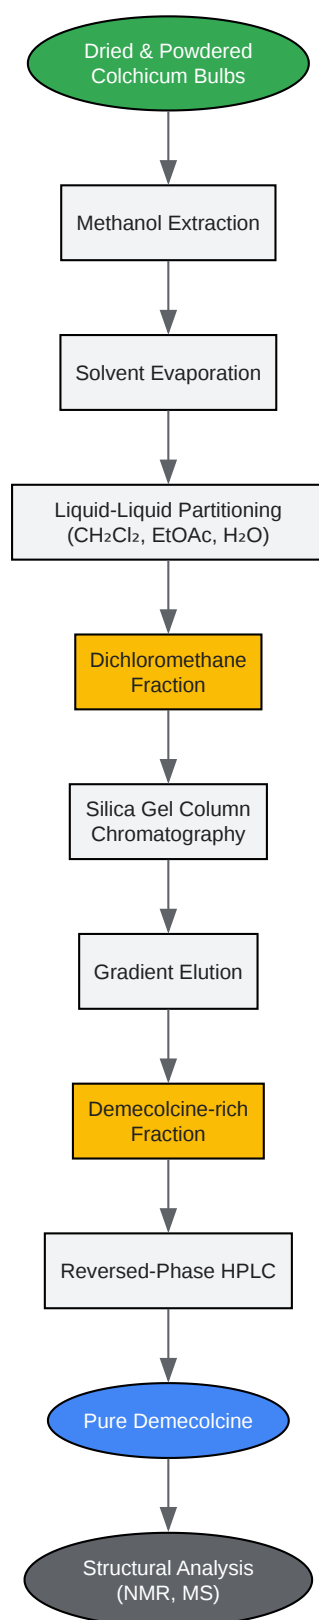 Dried & Powdered
Colchicum Bulbs
Methanol Extraction
Solvent Evaporation
Liquid-Liquid Partitioning
(CH₂Cl₂, EtOAc, H₂O)
Dichloromethane
Fraction
Silica Gel Column
Chromatography
Gradient Elution
Demecolcine-rich
Fraction
Reversed-Phase HPLC
Pure Demecolcine
Structural Analysis
(NMR, MS)